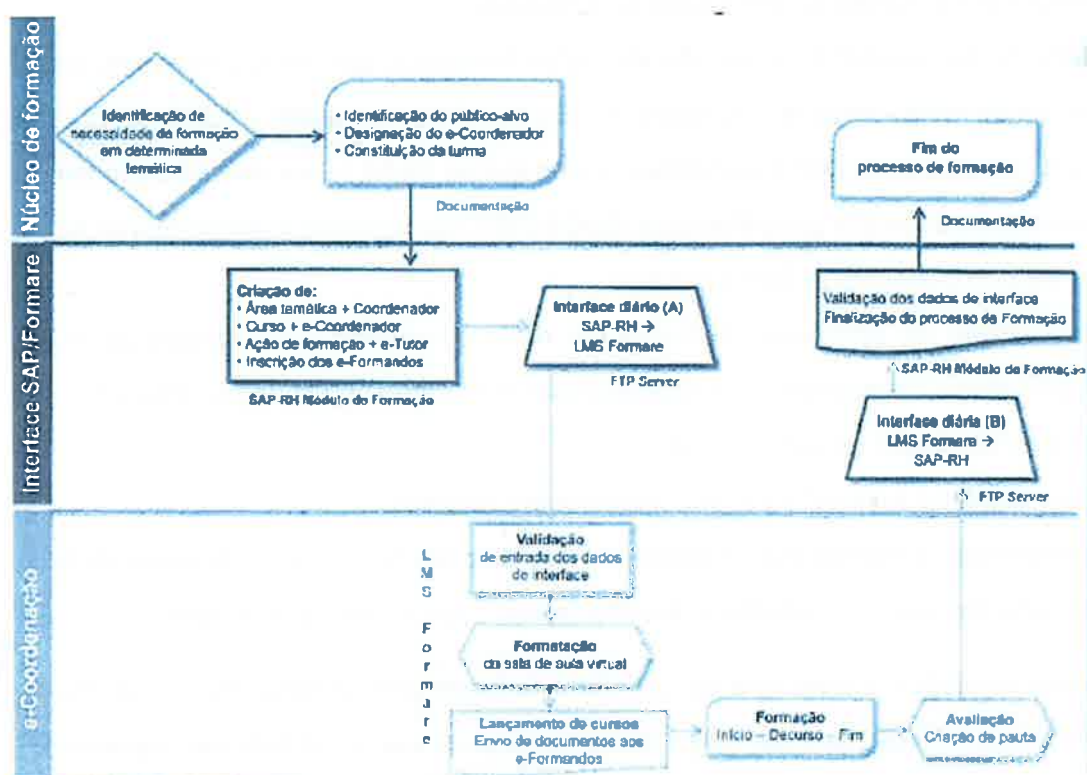 Núcleo de formação
Identificação de
necessidade de formação
em determinada
temática
• Identificação do público-alvo
• Designação do e-Coordenador
• Constituição da turma
Documentação
Fim do
processo de formação
Documentação
Interface SAP/Formare
Criação de:
• Área temática + Coordenador
• Curso + e-Coordenador
• Ação de formação + e-Tutor
• Inscrição dos e-Formandos
SAP-RH Módulo de Formação
Interface diário (A)
SAP-RH →
LMS Formare
FTP Server
Validação dos dados de interface
Finalização do processo de Formação
SAP-RH Módulo de Formação
Interface diária (B)
LMS Formare →
SAP-RH
FTP Server
e-Coordenação
LMS Formare
Validação
de entrada dos dados
de interface
Formatação
da sala de aula virtual
Lançamento de cursos
Envio de documentos aos
e-Formandos
Formação
Início – Decurso – Fim
Avaliação
Criação de pauta